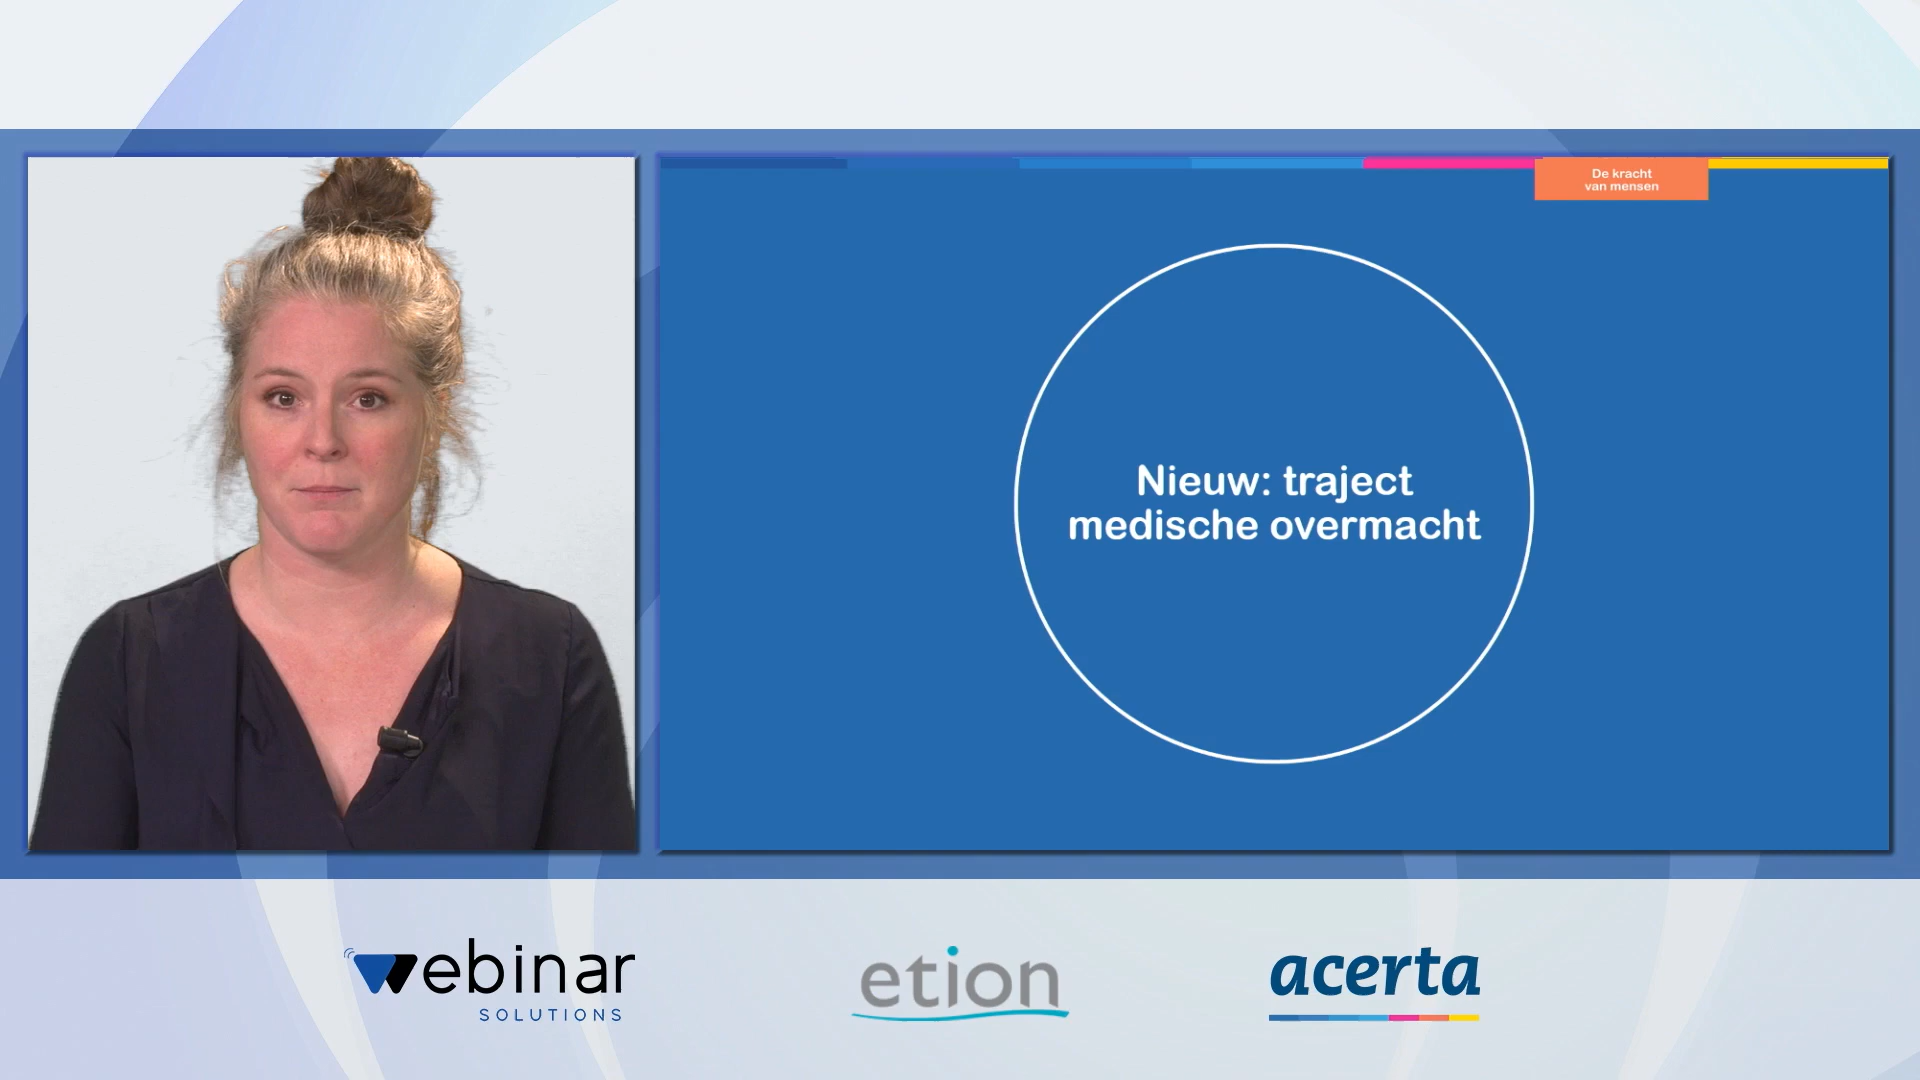 De kracht
van mensen
Nieuw: traject
medische overmacht
webinar
SOLUTIONS
etion
acerta